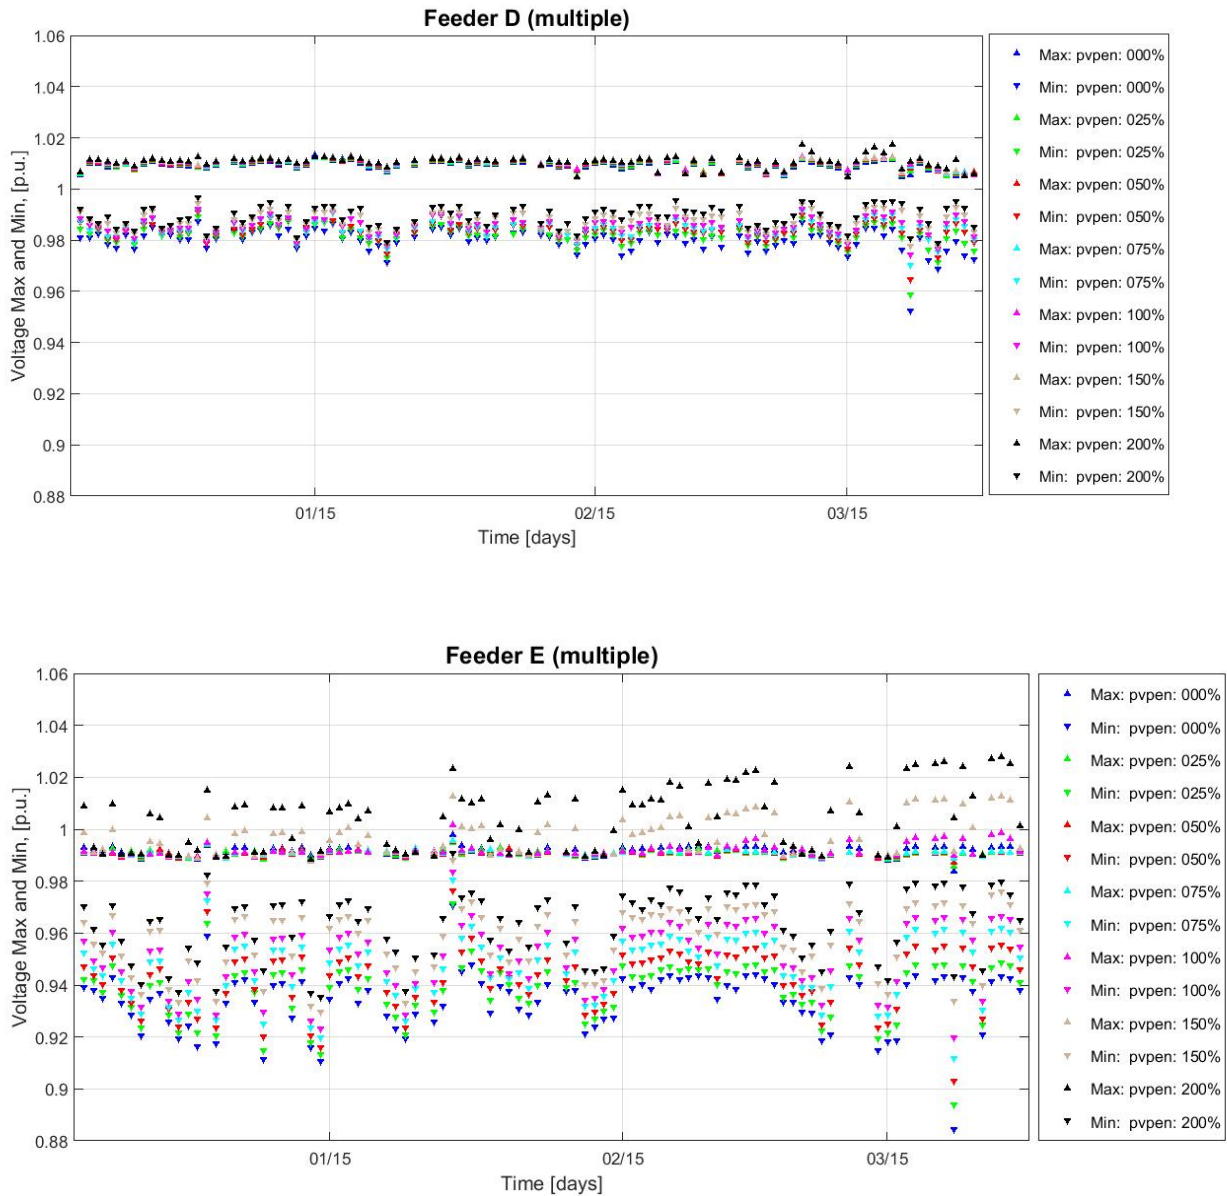 Feeder D (multiple)
1.06
1.04
1.02
1
0.98
0.96
0.94
0.92
0.9
0.88
Voltage Max and Min, [p.u.]
01/15
02/15
03/15
Time [days]
Max: pvpen: 000%
Min: pvpen: 000%
Max: pvpen: 025%
Min: pvpen: 025%
Max: pvpen: 050%
Min: pvpen: 050%
Max: pvpen: 075%
Min: pvpen: 075%
Max: pvpen: 100%
Min: pvpen: 100%
Max: pvpen: 150%
Min: pvpen: 150%
Max: pvpen: 200%
Min: pvpen: 200%
Feeder E (multiple)
1.06
1.04
1.02
1
0.98
0.96
0.94
0.92
0.9
0.88
Voltage Max and Min, [p.u.]
01/15
02/15
03/15
Time [days]
Max: pvpen: 000%
Min: pvpen: 000%
Max: pvpen: 025%
Min: pvpen: 025%
Max: pvpen: 050%
Min: pvpen: 050%
Max: pvpen: 075%
Min: pvpen: 075%
Max: pvpen: 100%
Min: pvpen: 100%
Max: pvpen: 150%
Min: pvpen: 150%
Max: pvpen: 200%
Min: pvpen: 200%